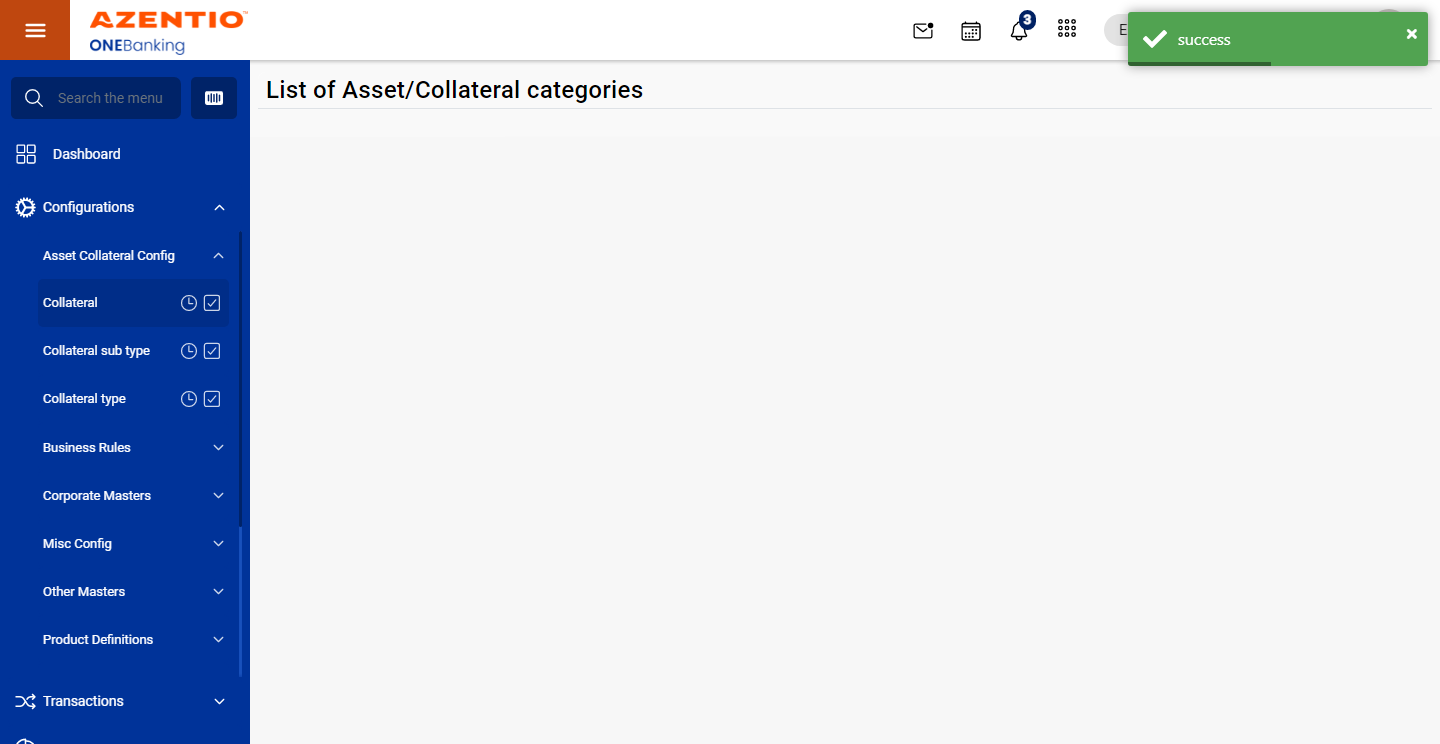 AZENTIO™
ONEBanking
3
E
success
Search the menu
List of Asset/Collateral categories
Dashboard
Configurations
Asset Collateral Config
Collateral
Collateral sub type
Collateral type
Business Rules
Corporate Masters
Misc Config
Other Masters
Product Definitions
Transactions